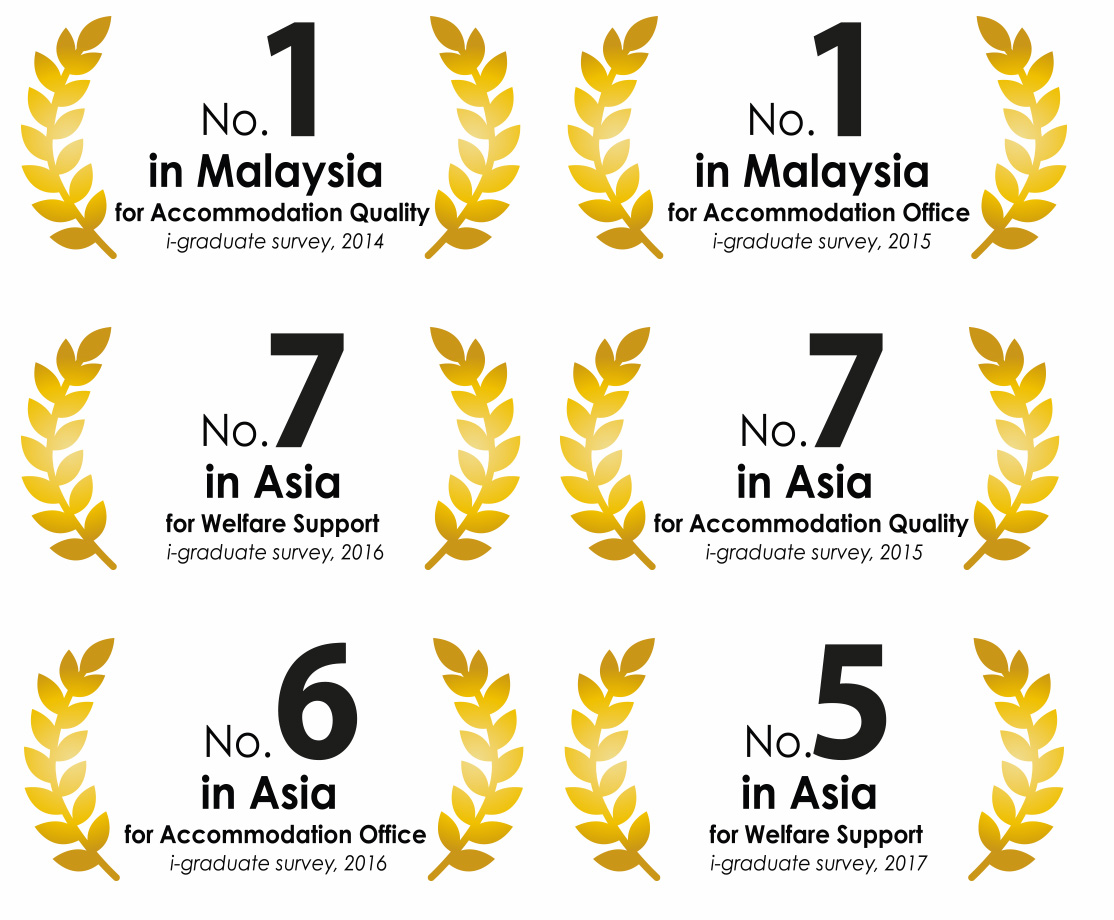 No. 1
in Malaysia
for Accommodation Quality
i-graduate survey, 2014
No. 1
in Malaysia
for Accommodation Office
i-graduate survey, 2015
No. 7
in Asia
for Welfare Support
i-graduate survey, 2016
No. 7
in Asia
for Accommodation Quality
i-graduate survey, 2015
No. 6
in Asia
for Accommodation Office
i-graduate survey, 2016
No. 5
in Asia
for Welfare Support
i-graduate survey, 2017